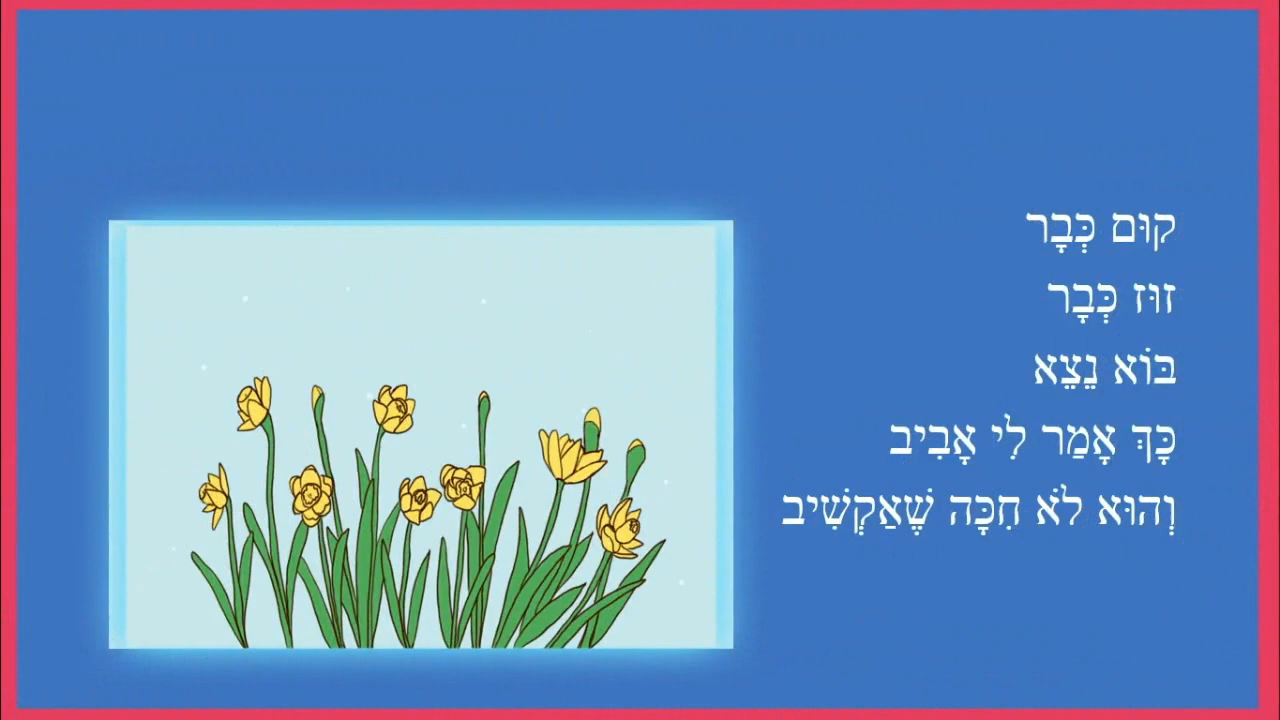 קוּם כְּבָר
זוּז כְּבָר
בּוֹא נֵצֵא
כָּךְ אָמַר לִי אָבִיב
וְהוּא לֹא חִכָּה שֶׁאַקְשִׁיב